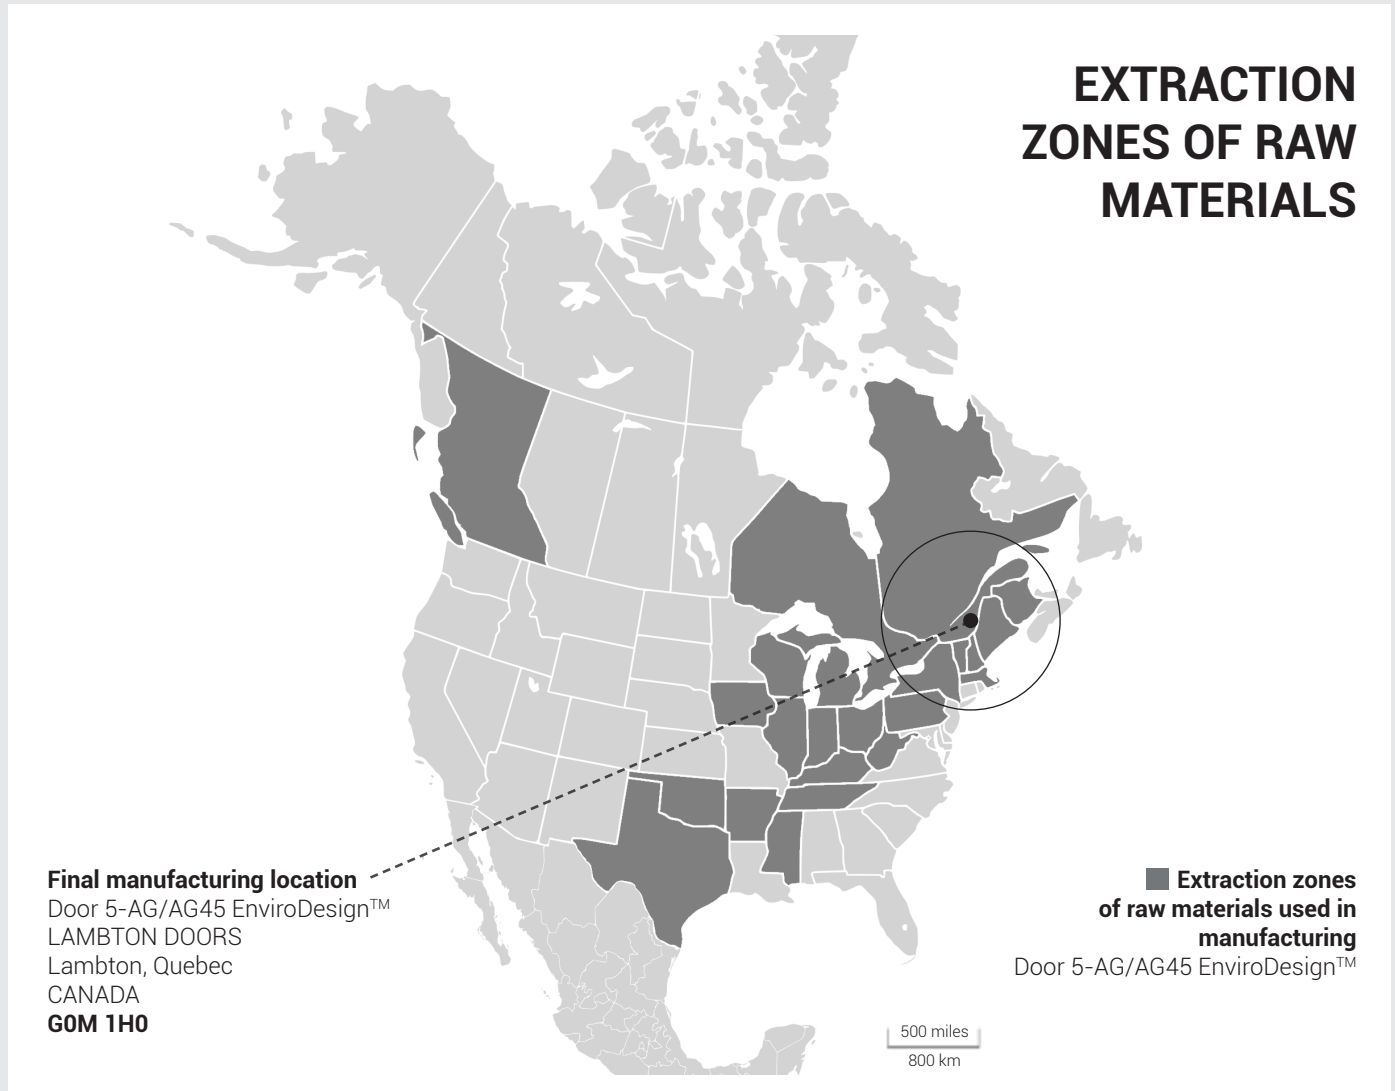 EXTRACTION
ZONES OF RAW
MATERIALS
Final manufacturing location
Door 5-AG/AG45 EnviroDesign™
LAMBTON DOORS
Lambton, Quebec
CANADA
G0M 1H0
Extraction zones
of raw materials used in
manufacturing
Door 5-AG/AG45 EnviroDesign™
500 miles
800 km